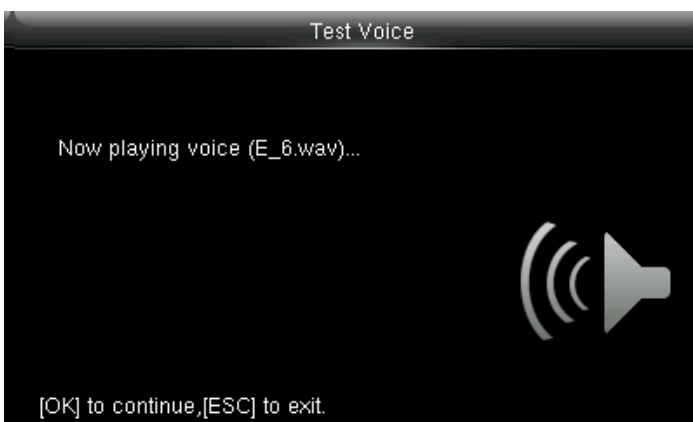 Test Voice
Now playing voice (E_6.wav)...
[OK] to continue,[ESC] to exit.